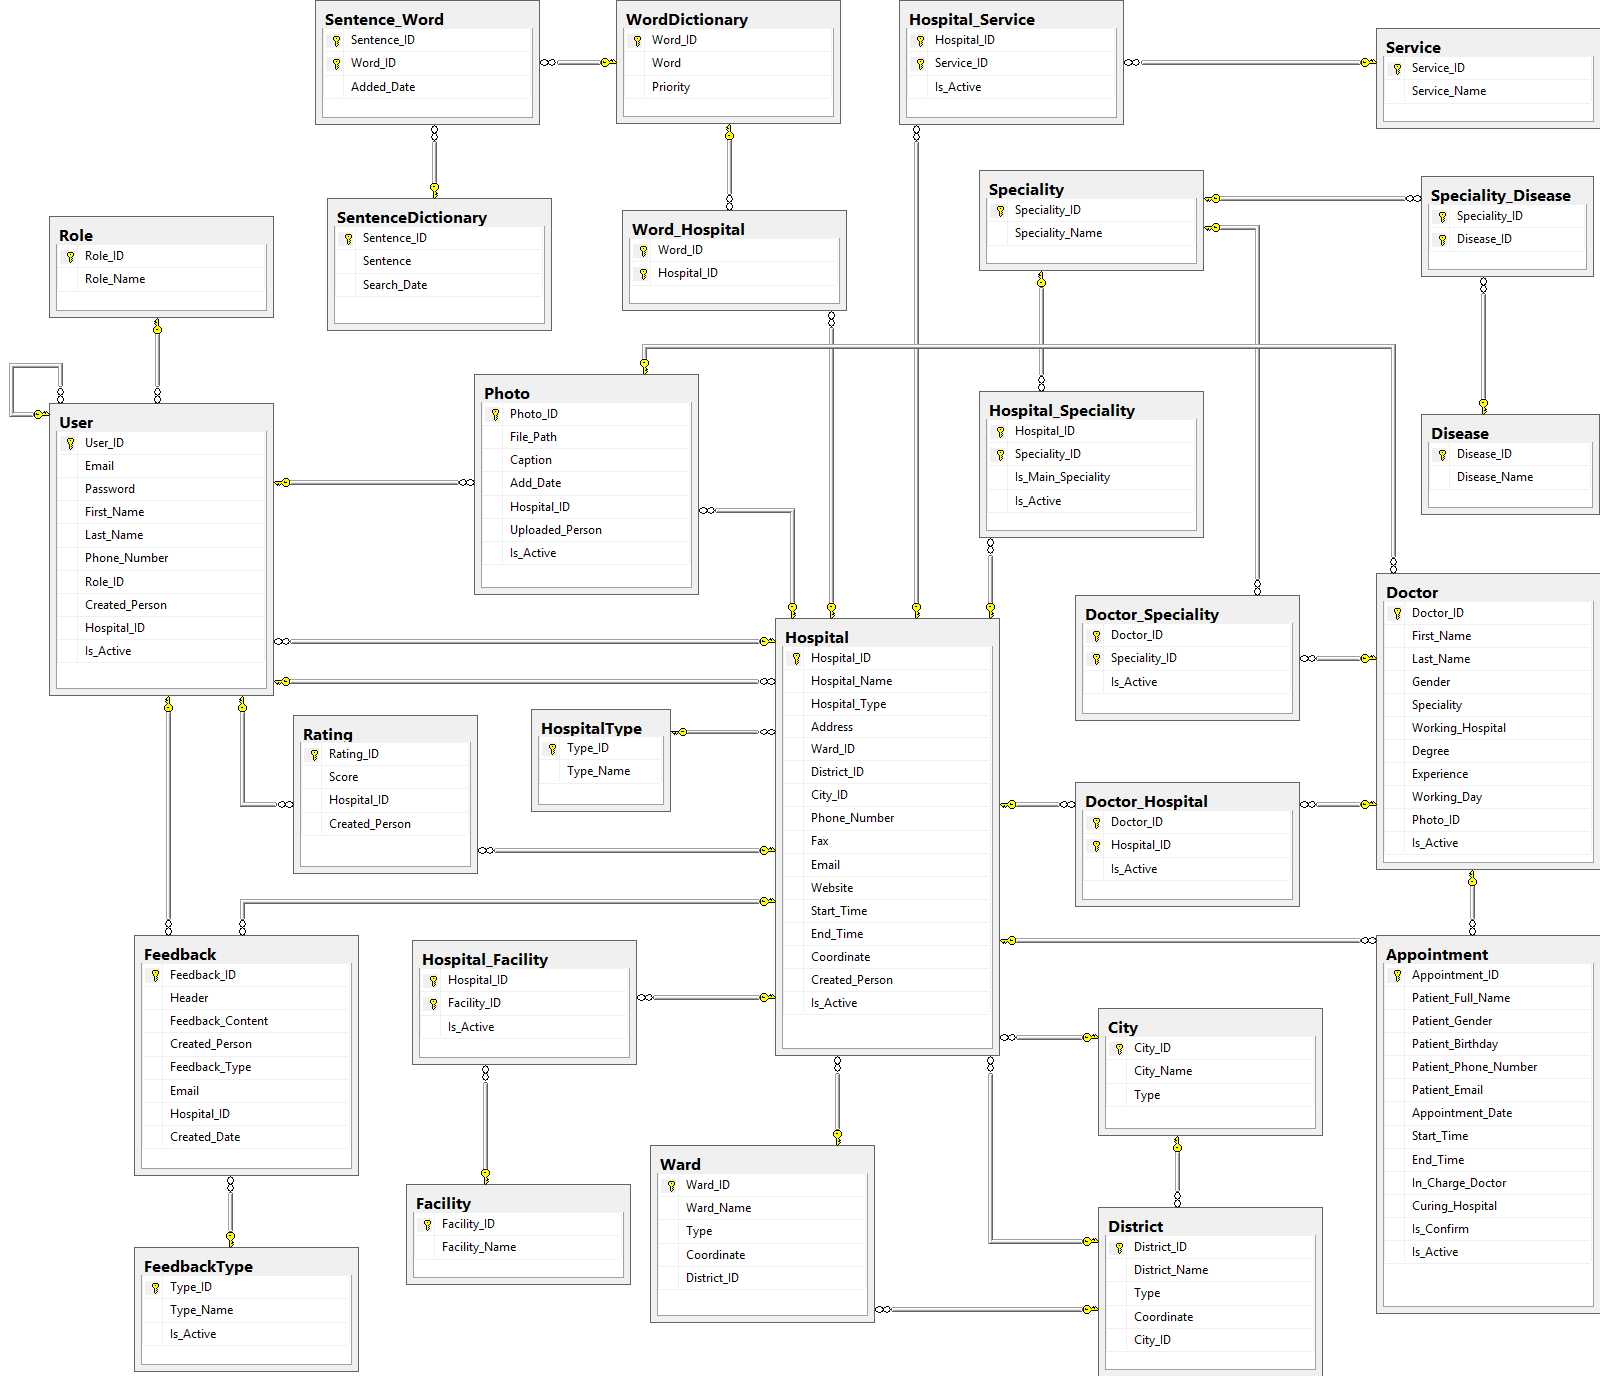 Sentence_Word
Sentence_ID
Word_ID
Added_Date
WordDictionary
Word_ID
Word
Priority
Hospital_Service
Hospital_ID
Service_ID
Is_Active
Service
Service_ID
Service_Name
Speciality
Speciality_ID
Speciality_Name
Speciality_Disease
Speciality_ID
Disease_ID
SentenceDictionary
Sentence_ID
Sentence
Search_Date
Word_Hospital
Word_ID
Hospital_ID
Role
Role_ID
Role_Name
User
User_ID
Email
Password
First_Name
Last_Name
Phone_Number
Role_ID
Created_Person
Hospital_ID
Is_Active
Photo
Photo_ID
File_Path
Caption
Add_Date
Hospital_ID
Uploaded_Person
Is_Active
Hospital_Speciality
Hospital_ID
Speciality_ID
Is_Main_Speciality
Is_Active
Disease
Disease_ID
Disease_Name
Doctor_Speciality
Doctor_ID
Speciality_ID
Is_Active
Doctor
Doctor_ID
First_Name
Last_Name
Gender
Speciality
Working_Hospital
Degree
Experience
Working_Day
Photo_ID
Is_Active
Hospital
Hospital_ID
Hospital_Name
Hospital_Type
Address
Ward_ID
District_ID
City_ID
Phone_Number
Fax
Email
Website
Start_Time
End_Time
Coordinate
Created_Person
Is_Active
Rating
Rating_ID
Score
Hospital_ID
Created_Person
HospitalType
Type_ID
Type_Name
Doctor_Hospital
Doctor_ID
Hospital_ID
Is_Active
Feedback
Feedback_ID
Header
Feedback_Content
Created_Person
Feedback_Type
Email
Hospital_ID
Created_Date
Hospital_Facility
Hospital_ID
Facility_ID
Is_Active
Appointment
Appointment_ID
Patient_Full_Name
Patient_Gender
Patient_Birthday
Patient_Phone_Number
Patient_Email
Appointment_Date
Start_Time
End_Time
In_Charge_Doctor
Curing_Hospital
Is_Confirm
Is_Active
City
City_ID
City_Name
Type
Ward
Ward_ID
Ward_Name
Type
Coordinate
District_ID
Facility
Facility_ID
Facility_Name
District
District_ID
District_Name
Type
Coordinate
City_ID
FeedbackType
Type_ID
Type_Name
Is_Active